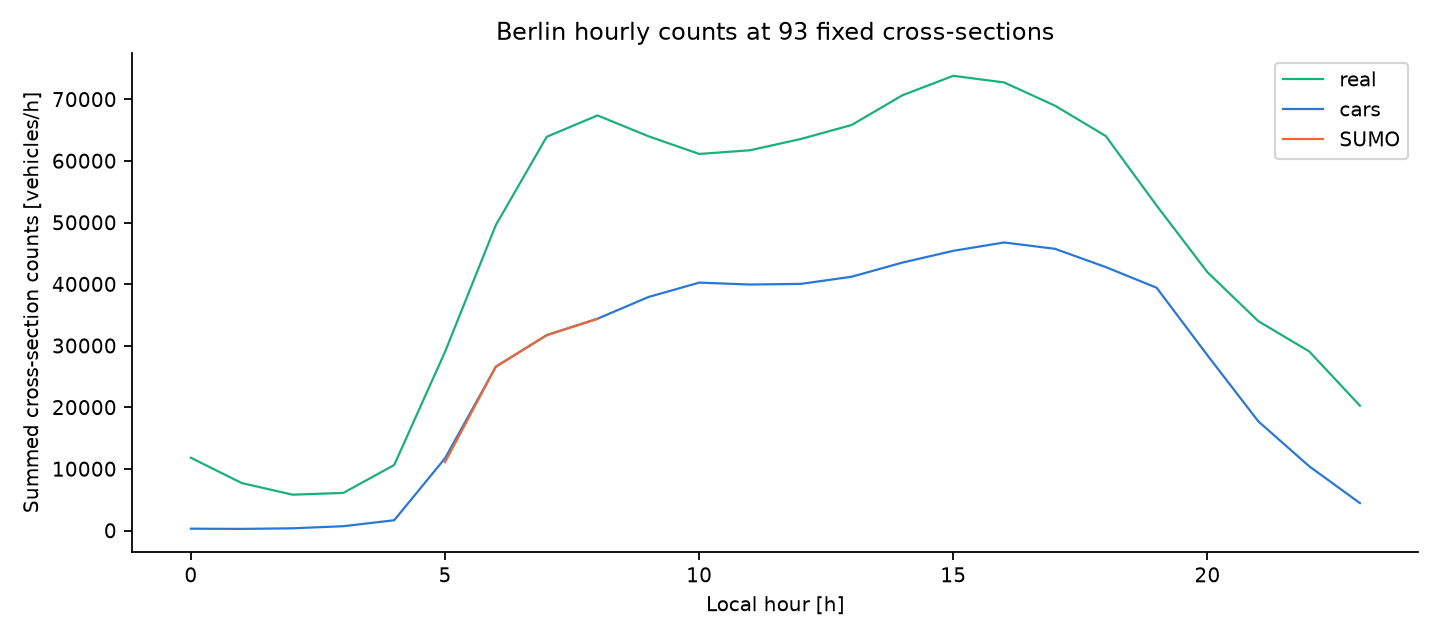 Berlin hourly counts at 93 fixed cross-sections
Summed cross-section counts [vehicles/h]
70000
60000
50000
40000
30000
20000
10000
0
real
cars
SUMO
0 5 10 15 20
Local hour [h]